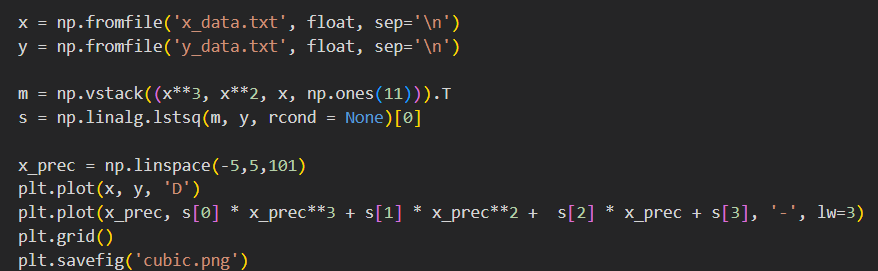 x = np.fromfile('x_data.txt', float, sep='\n')
y = np.fromfile('y_data.txt', float, sep='\n')
m = np.vstack((x**3, x**2, x, np.ones(11))).T
s = np.linalg.lstsq(m, y, rcond = None)[0]
x_prec = np.linspace(-5,5,101)
plt.plot(x, y, 'D')
plt.plot(x_prec, s[0] * x_prec**3 + s[1] * x_prec**2 +  s[2] * x_prec + s[3], '-', lw=3)
plt.grid()
plt.savefig('cubic.png')